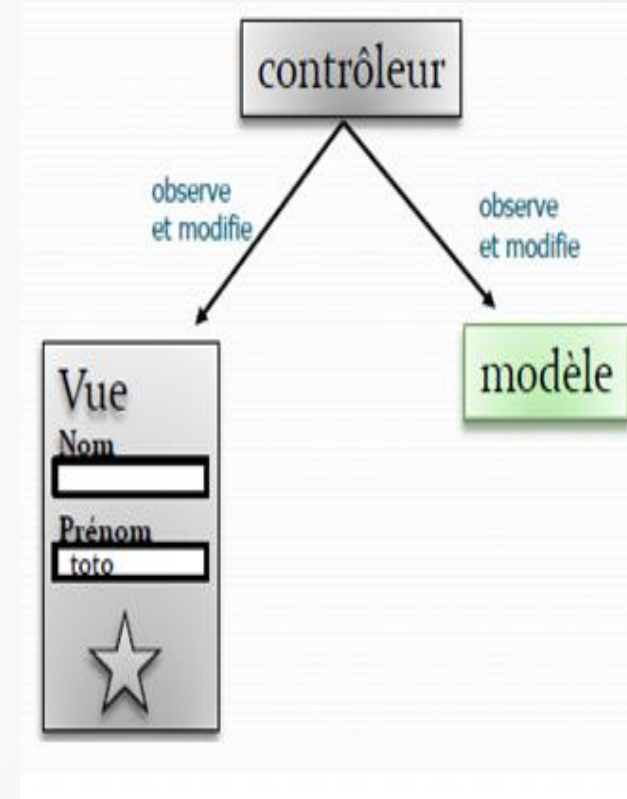 contrôleur
observe
et modifie
observe
et modifie
Vue
Nom
Prénom
toto
modèle